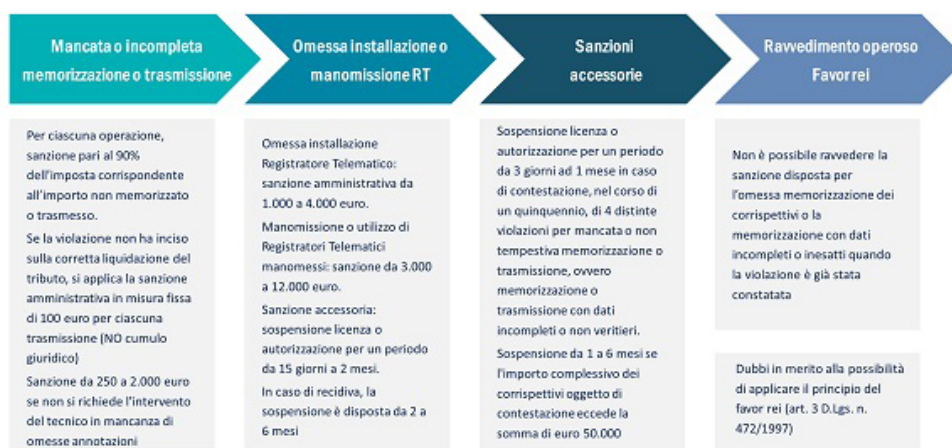 Mancata o incompleta
memorizzazione o trasmissione
Per ciascuna operazione,
sanzione pari al 90%
dell'imposta corrispondente
all'importo non memorizzato
o trasmesso.
Se la violazione non ha inciso
sulla corretta liquidazione del
tributo, si applica la sanzione
amministrativa in misura fissa
di 100 euro per ciascuna
trasmissione (NO cumulo
giuridico)
Sanzione da 250 a 2.000 euro
se non si richiede l'intervento
del tecnico in mancanza di
omesse annotazioni
Omessa installazione o
manomissione RT
Omessa installazione
Registratore Telematico:
sanzione amministrativa da
1.000 a 4.000 euro.
Manomissione o utilizzo di
Registratori Telematici
manomessi: sanzione da 3.000
a 12.000 euro.
Sanzione accessoria:
sospensione licenza o
autorizzazione per un periodo
da 15 giorni a 2 mesi.
In caso di recidiva, la
sospensione è disposta da 2 a
6 mesi
Sanzioni
accessorie
Sospensione licenza o
autorizzazione per un periodo
da 3 giorni ad 1 mese in caso
di contestazione, nel corso di
un quinquennio, di 4 distinte
violazioni per mancata o non
tempestiva memorizzazione o
trasmissione, ovvero
memorizzazione o
trasmissione con dati
incompleti o non veritieri.
Sospensione da 1 a 6 mesi se
l'importo complessivo dei
corrispettivi oggetto di
contestazione eccede la
somma di euro 50.000
Ravvedimento operoso
Favor rei
Non è possibile ravvedere la
sanzione disposta per
l'omessa memorizzazione dei
corrispettivi o la
memorizzazione con dati
incompleti o inesatti quando
la violazione è già stata
constatata
Dubbi in merito alla possibilità
di applicare il principio del
favor rei (art. 3 D.Lgs. n.
472/1997)